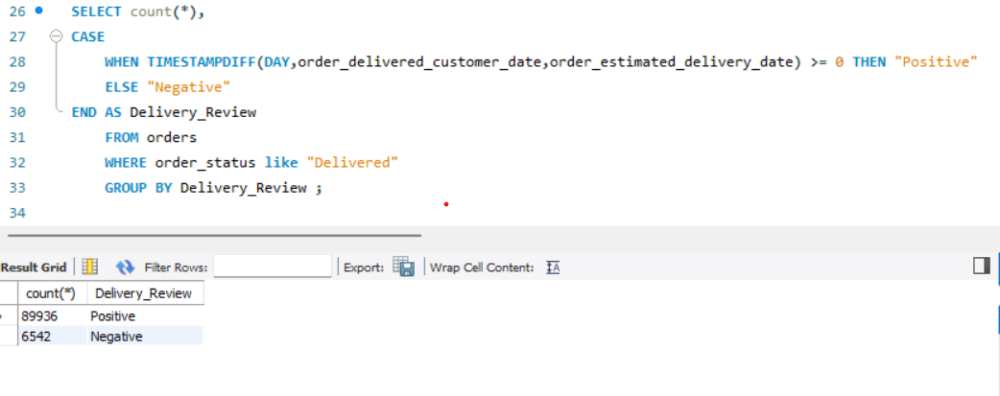 26 SELECT count(*),
27 CASE
28 WHEN TIMESTAMPDIFF(DAY,order_delivered_customer_date,order_estimated_delivery_date) >= 0 THEN "Positive"
29 ELSE "Negative"
30 END AS Delivery_Review
31 FROM orders
32 WHERE order_status like "Delivered"
33 GROUP BY Delivery_Review ;
34
Result Grid Filter Rows: Export: Wrap Cell Content: IA
count(*) Delivery_Review
89936 Positive
6542 Negative